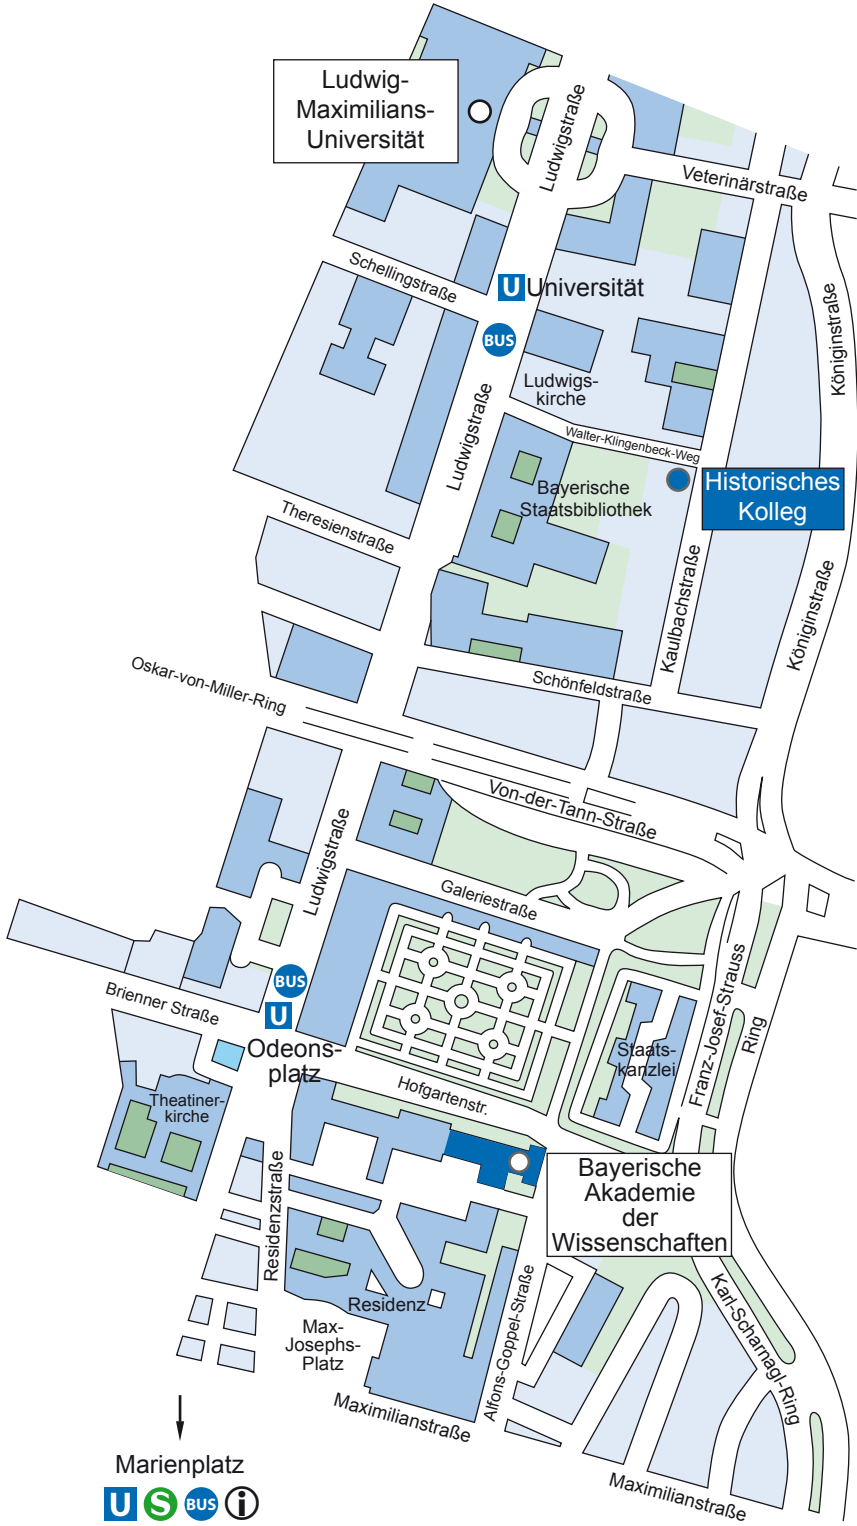 Ludwig-
Maximilians-
Universität
Ludwigstraße
Veterinärstraße
Schellingstraße
U Universität
BUS
Königinstraße
Ludwigs-
kirche
Ludwigstraße
Walter-Klingenbeck-Weg
Historisches
Kolleg
Bayerische
Staatsbibliothek
Theresienstraße
Kaulbachstraße
Königinstraße
Schönfeldstraße
Oskar-von-Miller-Ring
Von-der-Tann-Straße
Ludwigstraße
Galeriestraße
BUS
U
Odeons-
platz
Brienner Straße
Franz-Josef-Strauss
Ring
Staats-
kanzlei
Hofgartenstr.
Theatiner-
kirche
Bayerische
Akademie
der
Wissenschaften
Residenzstraße
Residenz
Max-
Josephs-
Platz
Alfons-Goppel-Straße
Karl-Scharnagl-Ring
Maximilianstraße
Maximilianstraße
Marienplatz
U S BUS i